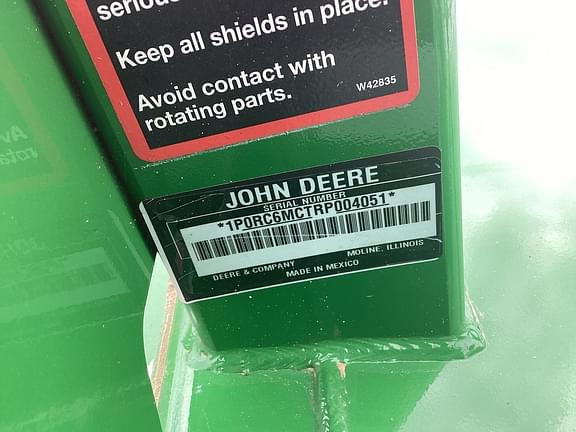 serious
Keep all shields in place.
Avoid contact with
rotating parts.
W42835
JOHN DEERE
SERIAL NUMBER
*1P0RC6MCTRP004051*
DEERE & COMPANY MOLINE, ILLINOIS
MADE IN MEXICO